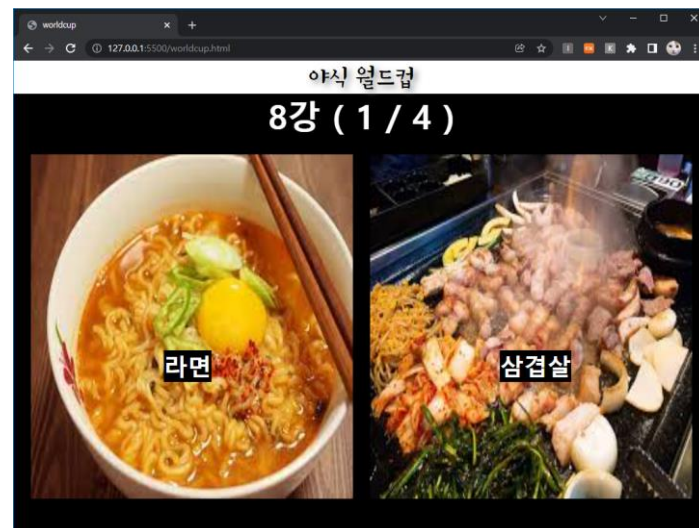 worldcup
127.0.0.1:5500/worldcup.html
야식 월드컵
8강 ( 1 / 4 )
라면
삼겹살